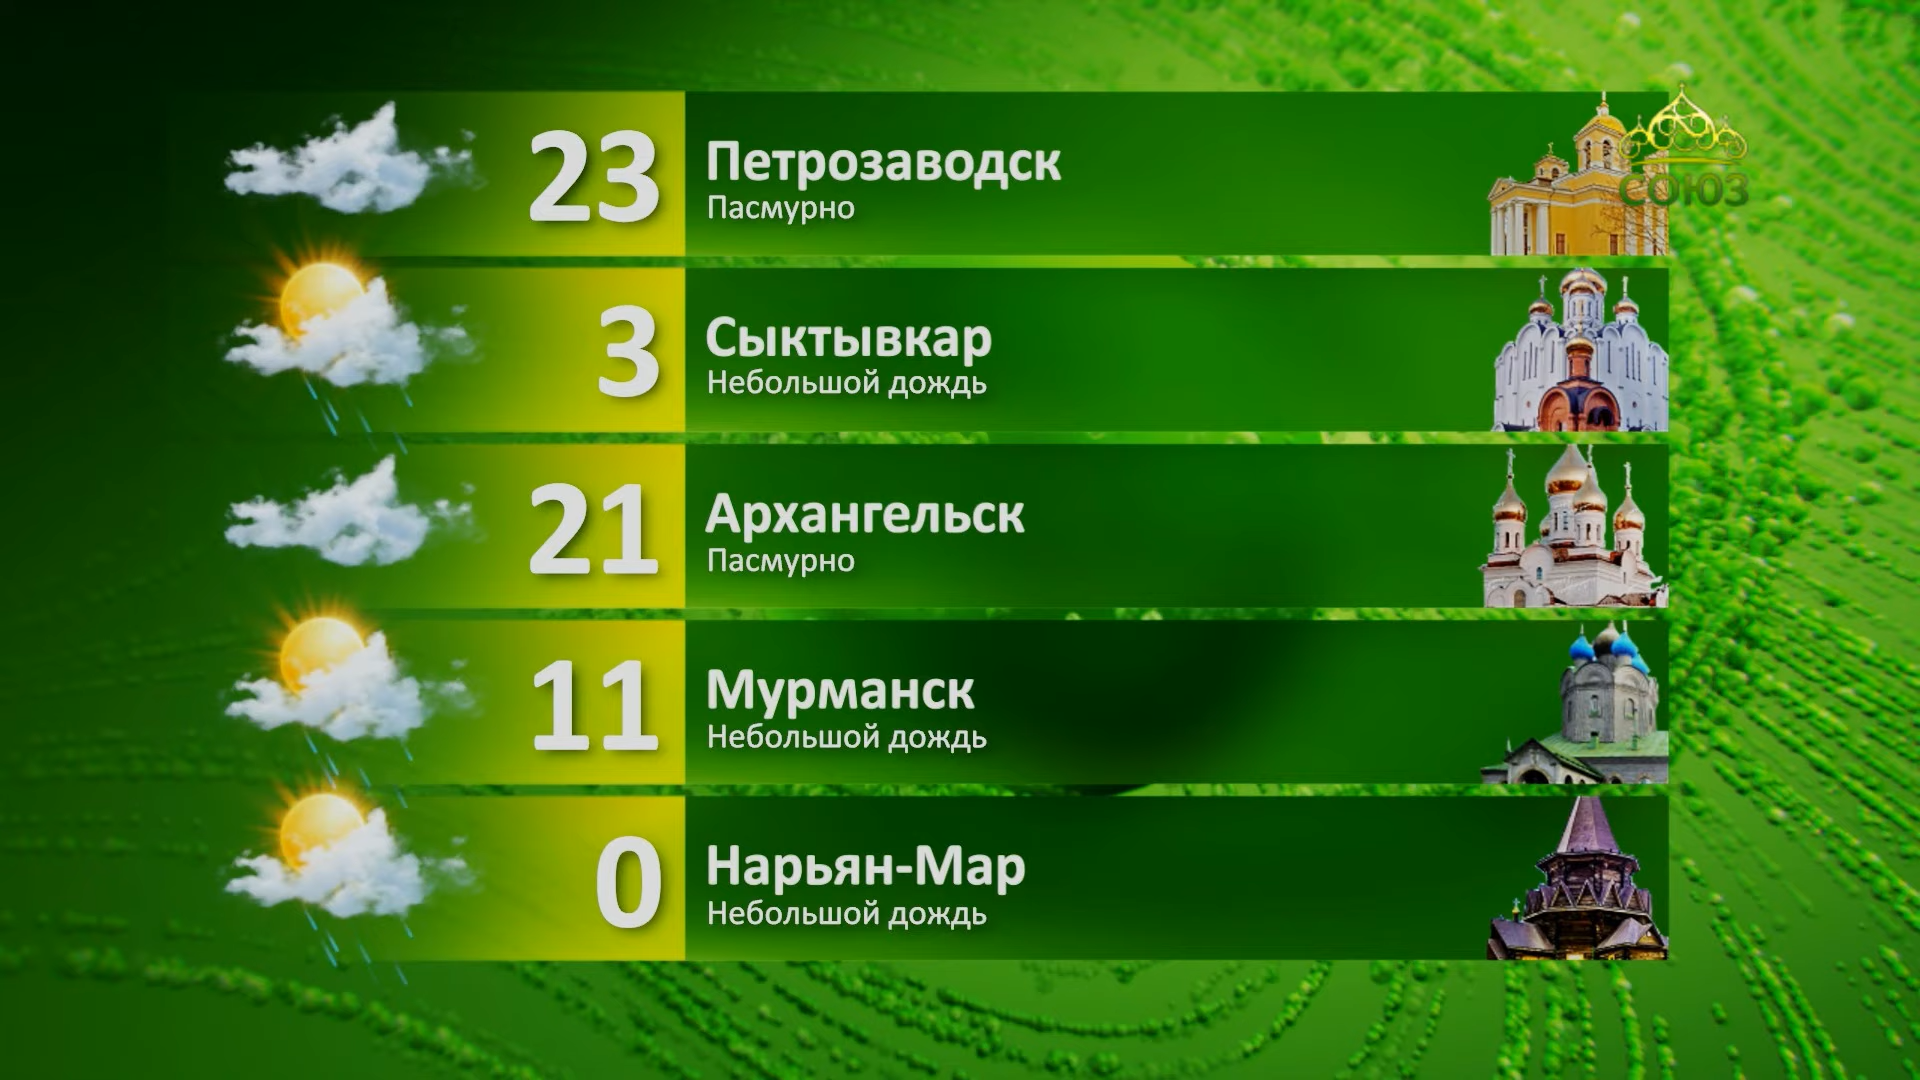 23
Петрозаводск
Пасмурно
СОЮЗ
3
Сыктывкар
Небольшой дождь
21
Архангельск
Пасмурно
11
Мурманск
Небольшой дождь
0
Нарьян-Мар
Небольшой дождь